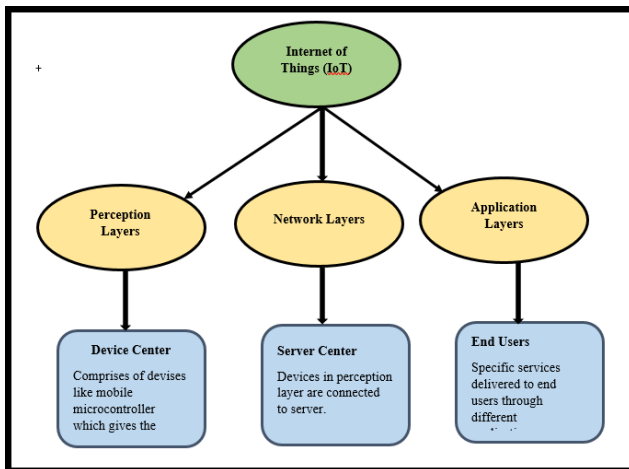 Internet of
Things (IoT)
+
Perception
Layers
Network Layers
Application
Layers
Device Center
Comprises of devises
like mobile
microcontroller
which gives the
Server Center
Devices in perception
layer are connected
to server.
End Users
Specific services
delivered to end
users through
different